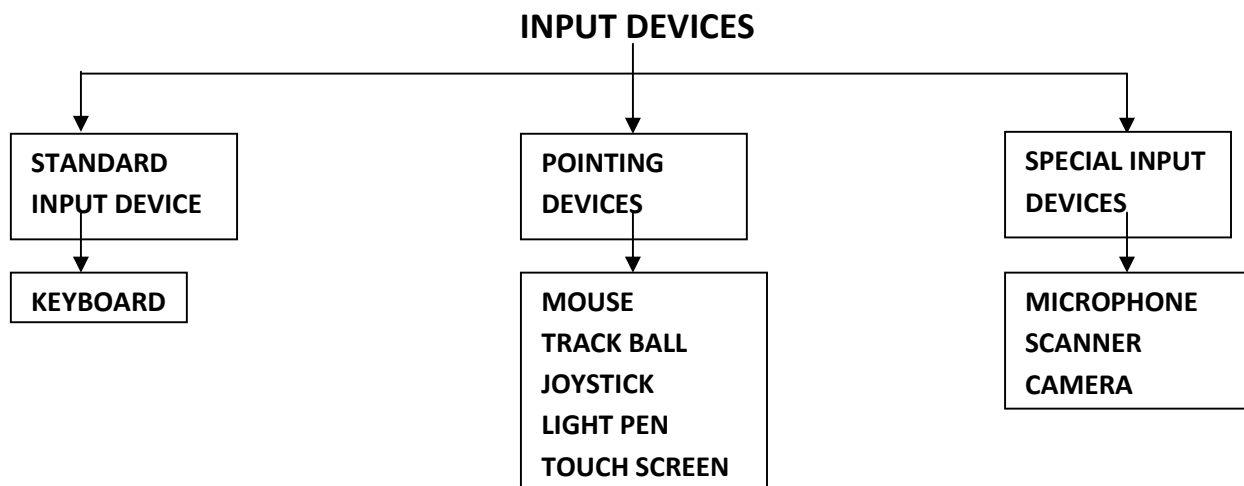 INPUT DEVICES
STANDARD
INPUT DEVICE
KEYBOARD
POINTING
DEVICES
MOUSE
TRACK BALL
JOYSTICK
LIGHT PEN
TOUCH SCREEN
SPECIAL INPUT
DEVICES
MICROPHONE
SCANNER
CAMERA